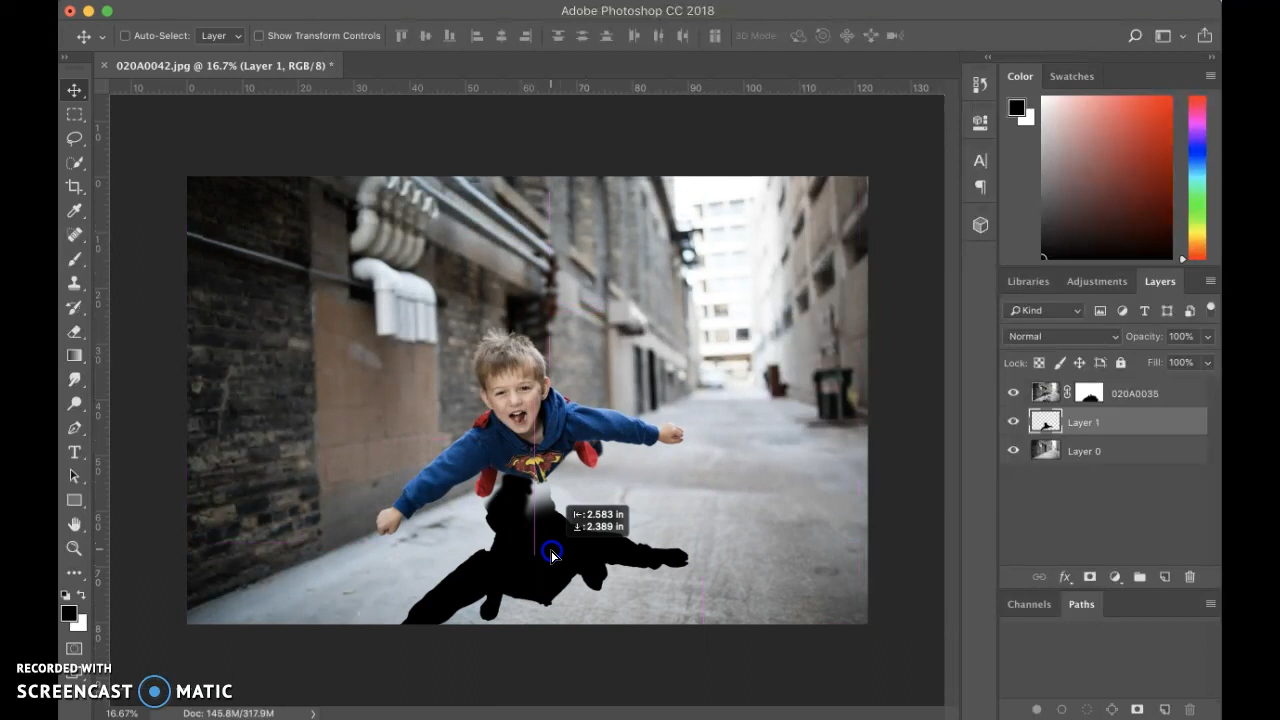 Adobe Photoshop CC 2018
Auto-Select: Layer Show Transform Controls 3D Mode:
× 020A0042.jpg @ 16.7% (Layer 1, RGB/8) *
10 0 10 20 30 40 50 60 70 80 90 100 110 120 130
Color Swatches
Libraries Adjustments Layers
Kind
Normal Opacity: 100%
Lock: Fill: 100%
020A0035
Layer 1
Layer 0
: 2.583 in
: 2.389 in
Channels Paths
RECORDED WITH
SCREENCAST MATIC
16.67% Doc: 145.8M/317.9M